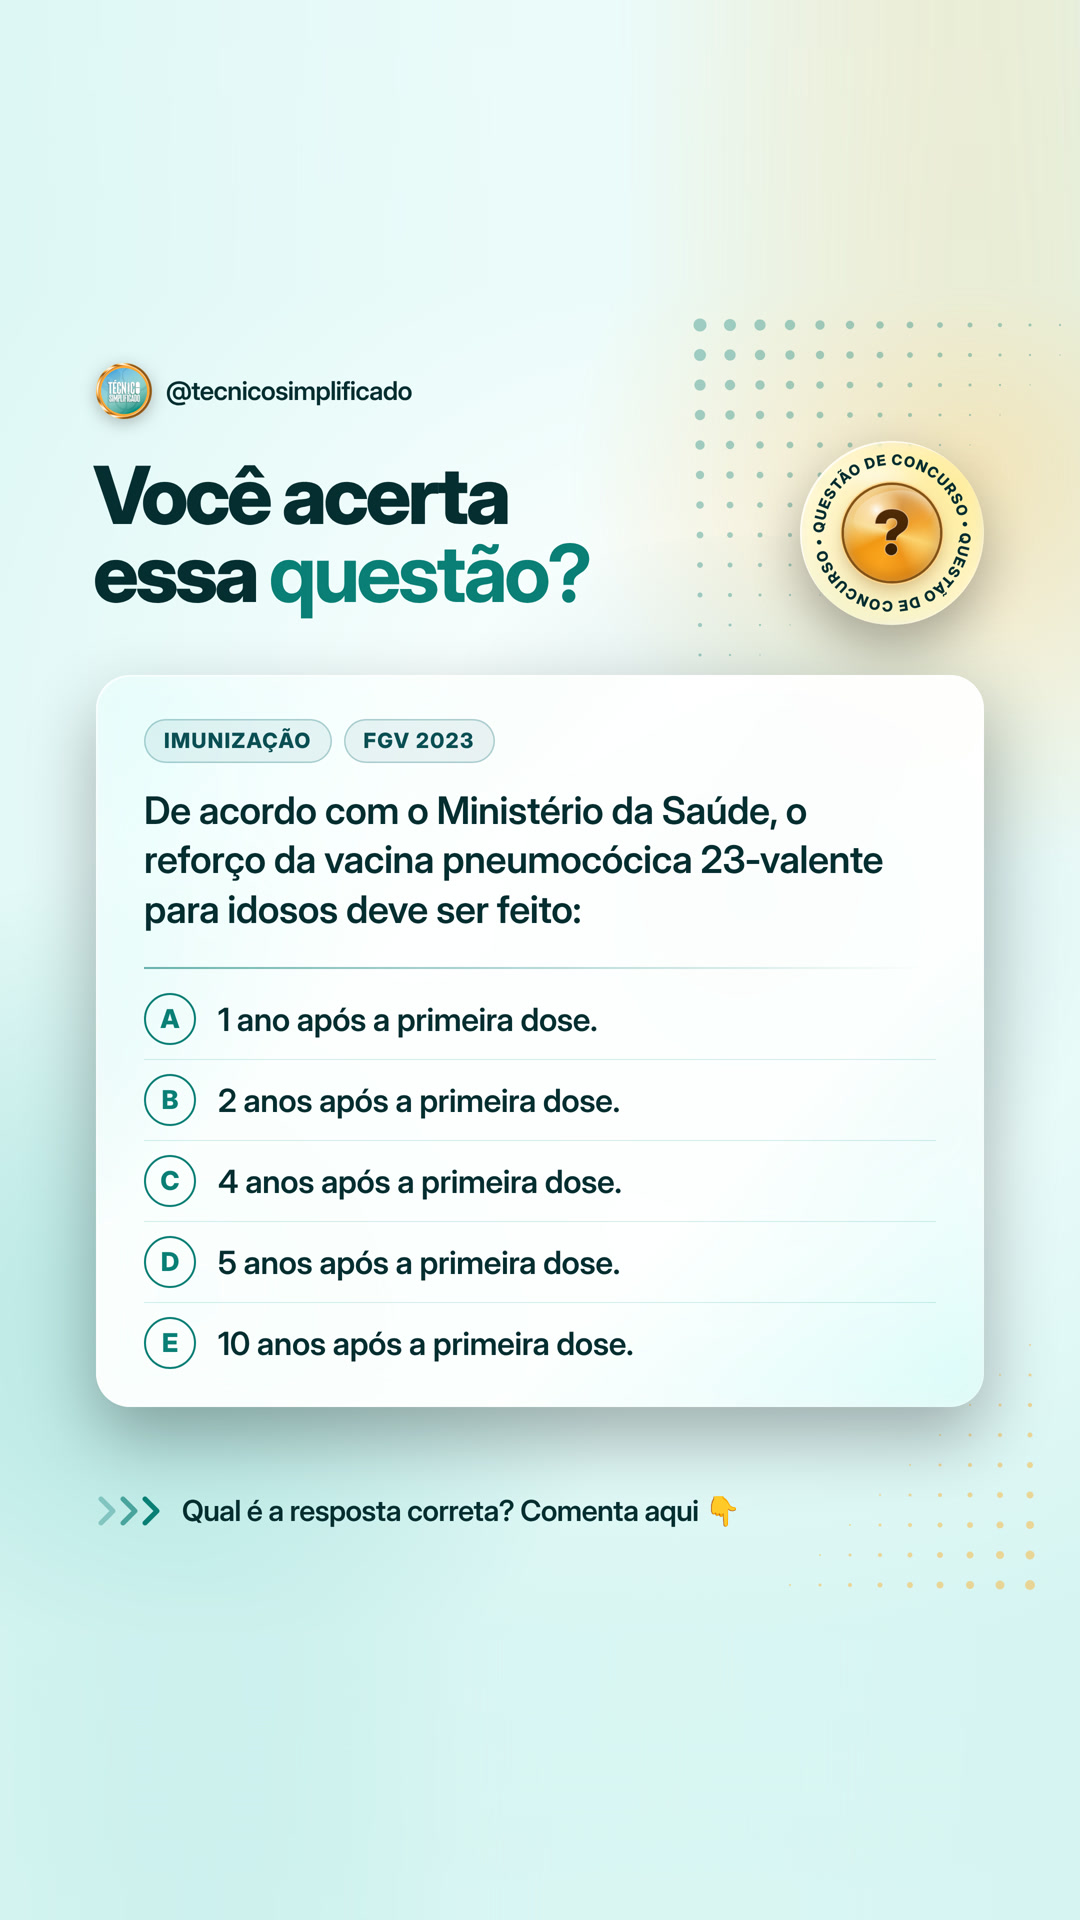 TÉCNICO
SIMPLIFICADO
@tecnicosimplificado
Você acerta
essa questão?
QUESTÃO DE CONCURSO • QUESTÃO DE CONCURSO •
?
IMUNIZAÇÃO
FGV 2023
De acordo com o Ministério da Saúde, o
reforço da vacina pneumocócica 23-valente
para idosos deve ser feito:
A 1 ano após a primeira dose.
B 2 anos após a primeira dose.
C 4 anos após a primeira dose.
D 5 anos após a primeira dose.
E 10 anos após a primeira dose.
Qual é a resposta correta? Comenta aqui 👇